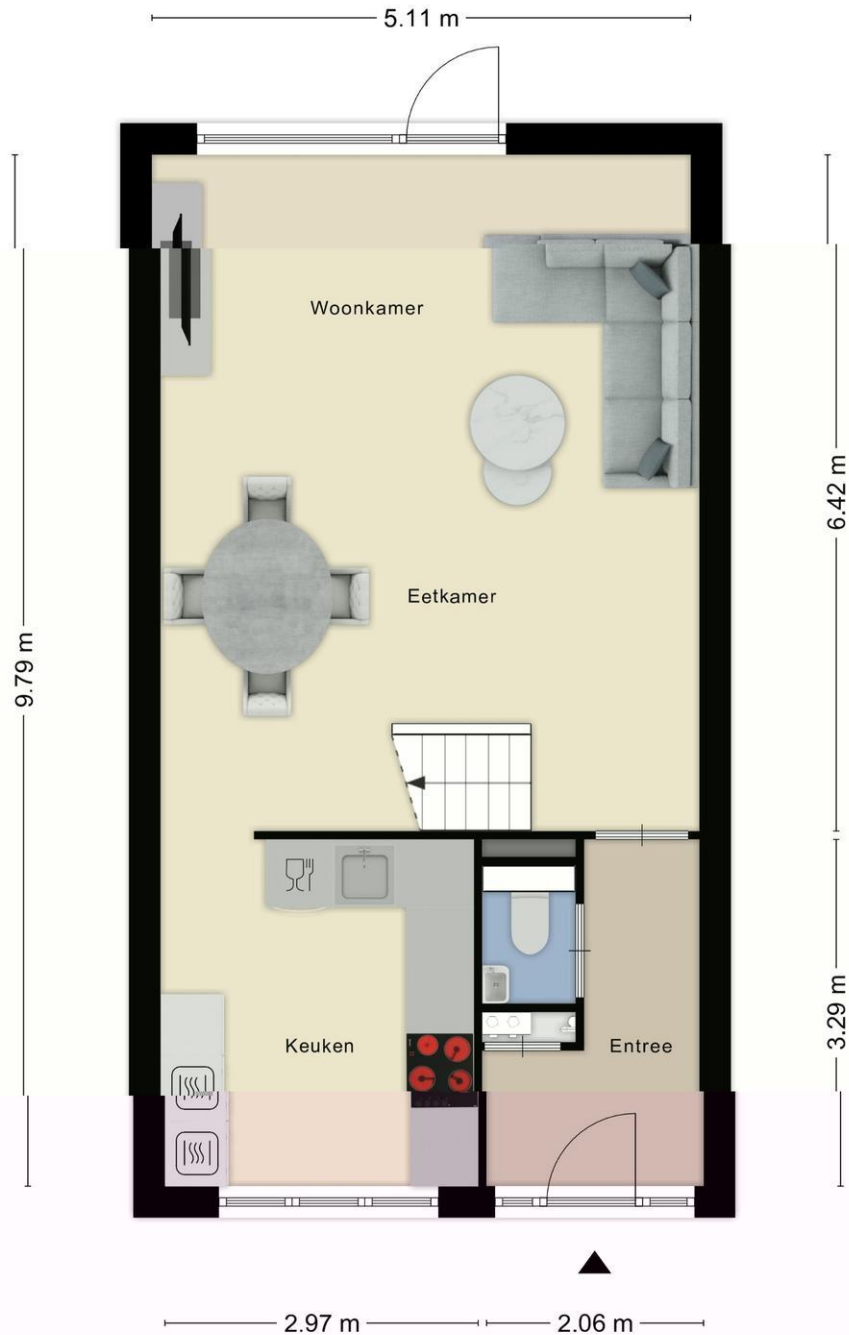 5.11 m
Woonkamer
6.42 m
Eetkamer
9.79 m
3.29 m
Keuken
Entree
2.97 m
2.06 m